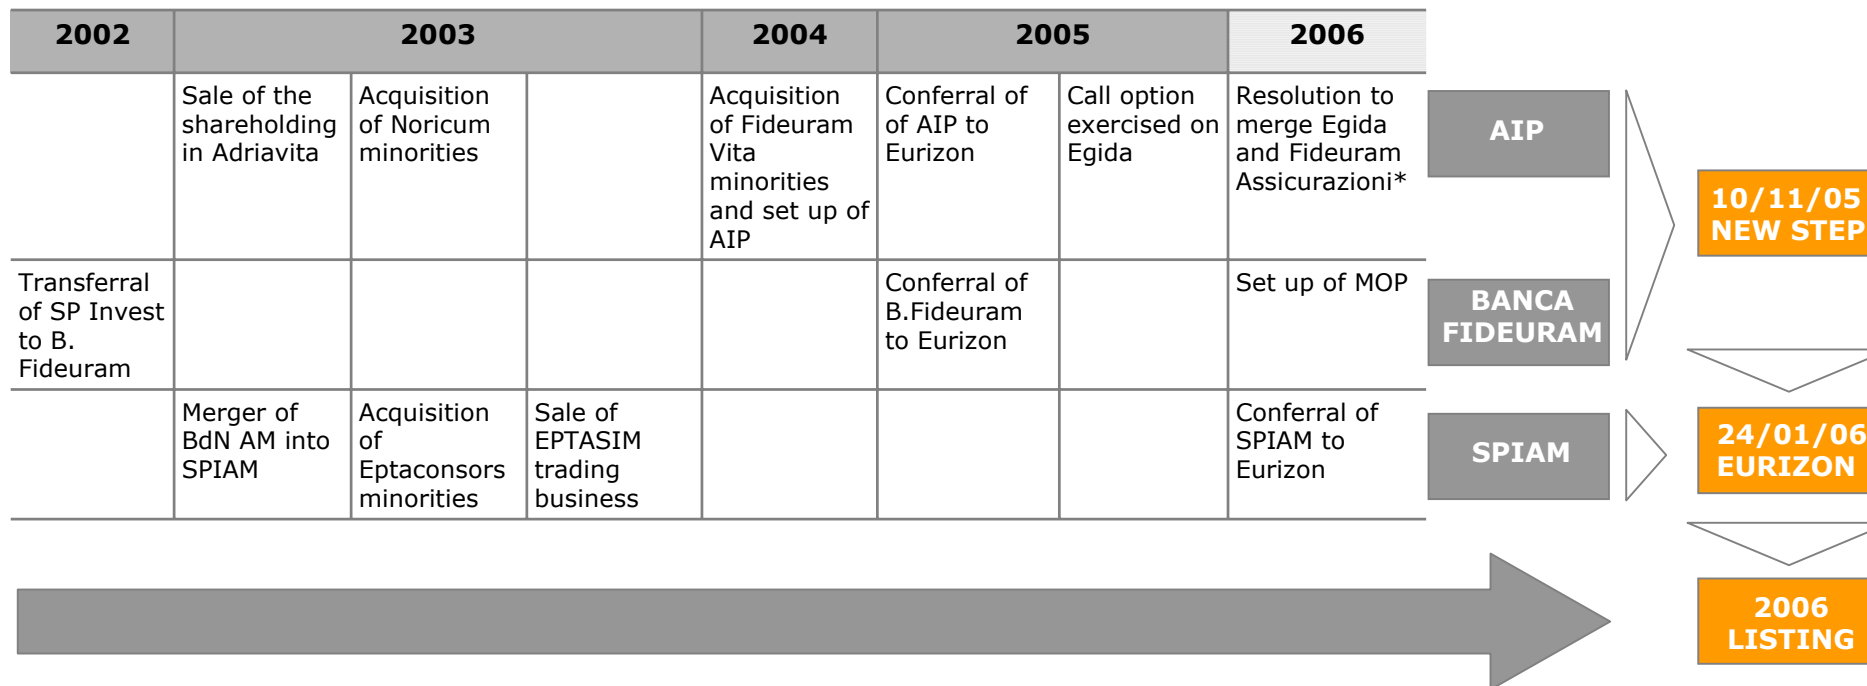 2002
2003
2004
2005
2006
Sale of the
shareholding
in Adriavita
Acquisition
of Noricum
minorities
Acquisition
of Fideuram
Vita
minorities
and set up of
AIP
Conferral of
of AIP to
Eurizon
Call option
exercised on
Egida
Resolution to
merge Egida
and Fideuram
Assicurazioni*
AIP
10/11/05
NEW STEP
Transferral
of SP Invest
to B.
Fideuram
Conferral of
B.Fideuram
to Eurizon
Set up of MOP
BANCA
FIDEURAM
Merger of
BdN AM into
SPIAM
Acquisition
of
Eptaconsors
minorities
Sale of
EPTASIM
trading
business
Conferral of
SPIAM to
Eurizon
SPIAM
24/01/06
EURIZON
2006
LISTING